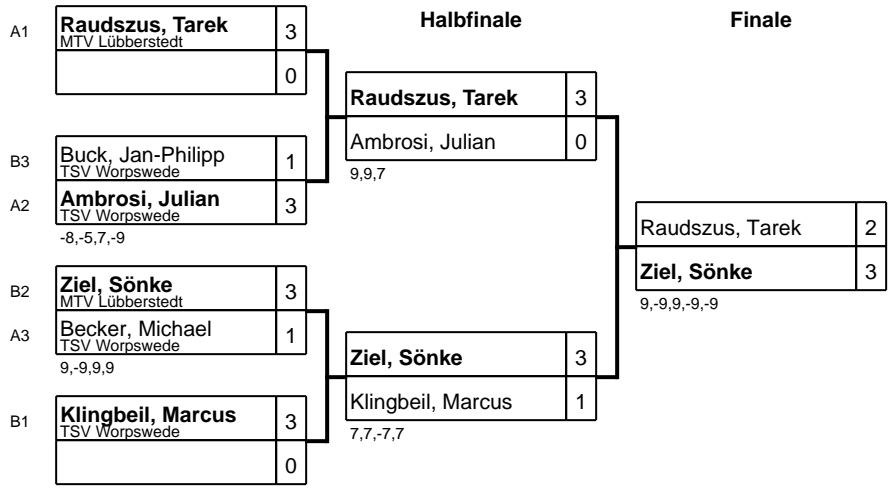 Halbfinale
Finale
A1
Raudszus, Tarek 3
MTV Lübberstedt
0
B3
Buck, Jan-Philipp 1
TSV Worpswede
A2
Ambrosi, Julian 3
TSV Worpswede
-8,-5,7,-9
B2
Ziel, Sönke 3
MTV Lübberstedt
A3
Becker, Michael 1
TSV Worpswede
9,-9,9,9
B1
Klingbeil, Marcus 3
TSV Worpswede
0
Raudszus, Tarek 3
Ambrosi, Julian 0
9,9,7
Ziel, Sönke 3
Klingbeil, Marcus 1
7,7,-7,7
Raudszus, Tarek 2
Ziel, Sönke 3
9,-9,9,-9,-9